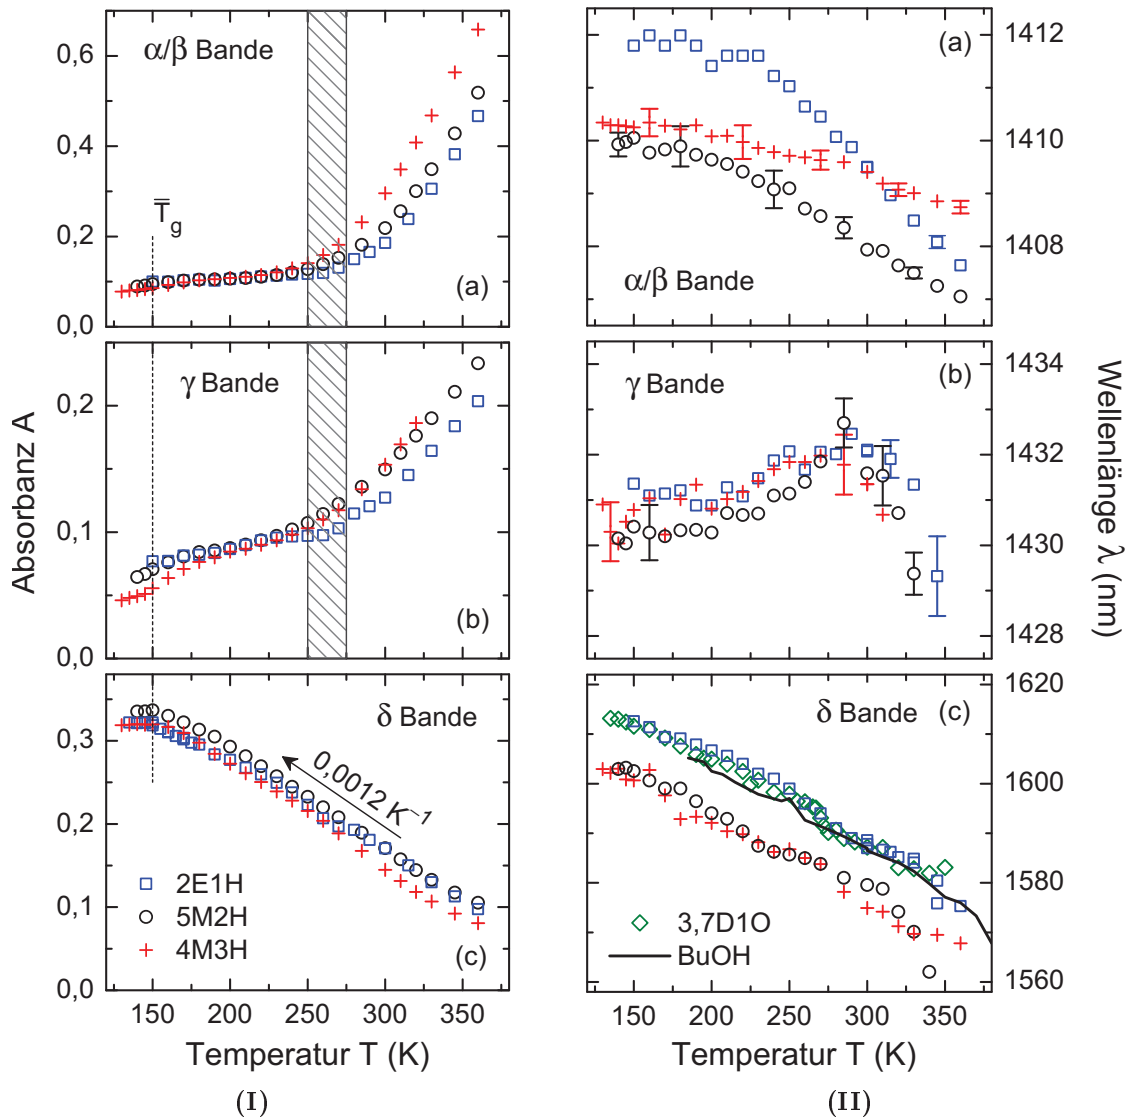 α/β Bande
T̅g
(a)
0,6
0,4
0,2
0,0
γ Bande
(b)
0,2
0,1
0,0
δ Bande
0,0012 K⁻¹
2E1H
5M2H
4M3H
(c)
0,3
0,2
0,1
0,0
Absorbanz A
150 200 250 300 350
Temperatur T (K)
(I)
(a)
α/β Bande
1412
1410
1408
γ Bande
(b)
1434
1432
1430
1428
δ Bande
(c)
3,7D1O
BuOH
1620
1600
1580
1560
Wellenlänge λ (nm)
150 200 250 300 350
Temperatur T (K)
(II)